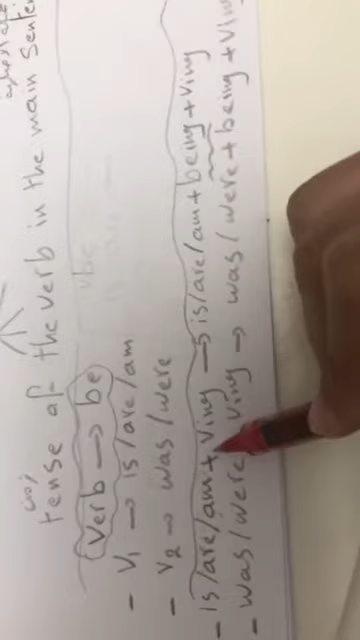 tense of the verb in the main senten
Verb → be
- V1 → is/are/am
- V2 → was/were
- is/are/am+Ving → is/are/am+being+Ving
- was/were Ving → was/were+being+Ving